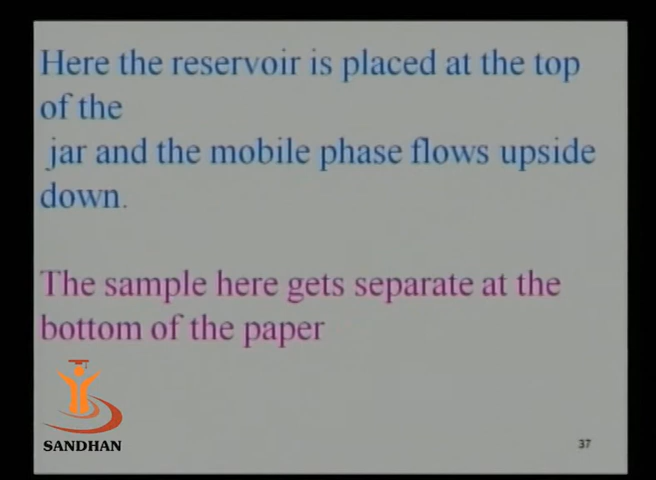 Here the reservoir is placed at the top
of the
jar and the mobile phase flows upside
down.
The sample here gets separate at the
bottom of the paper
SANDHAN
37